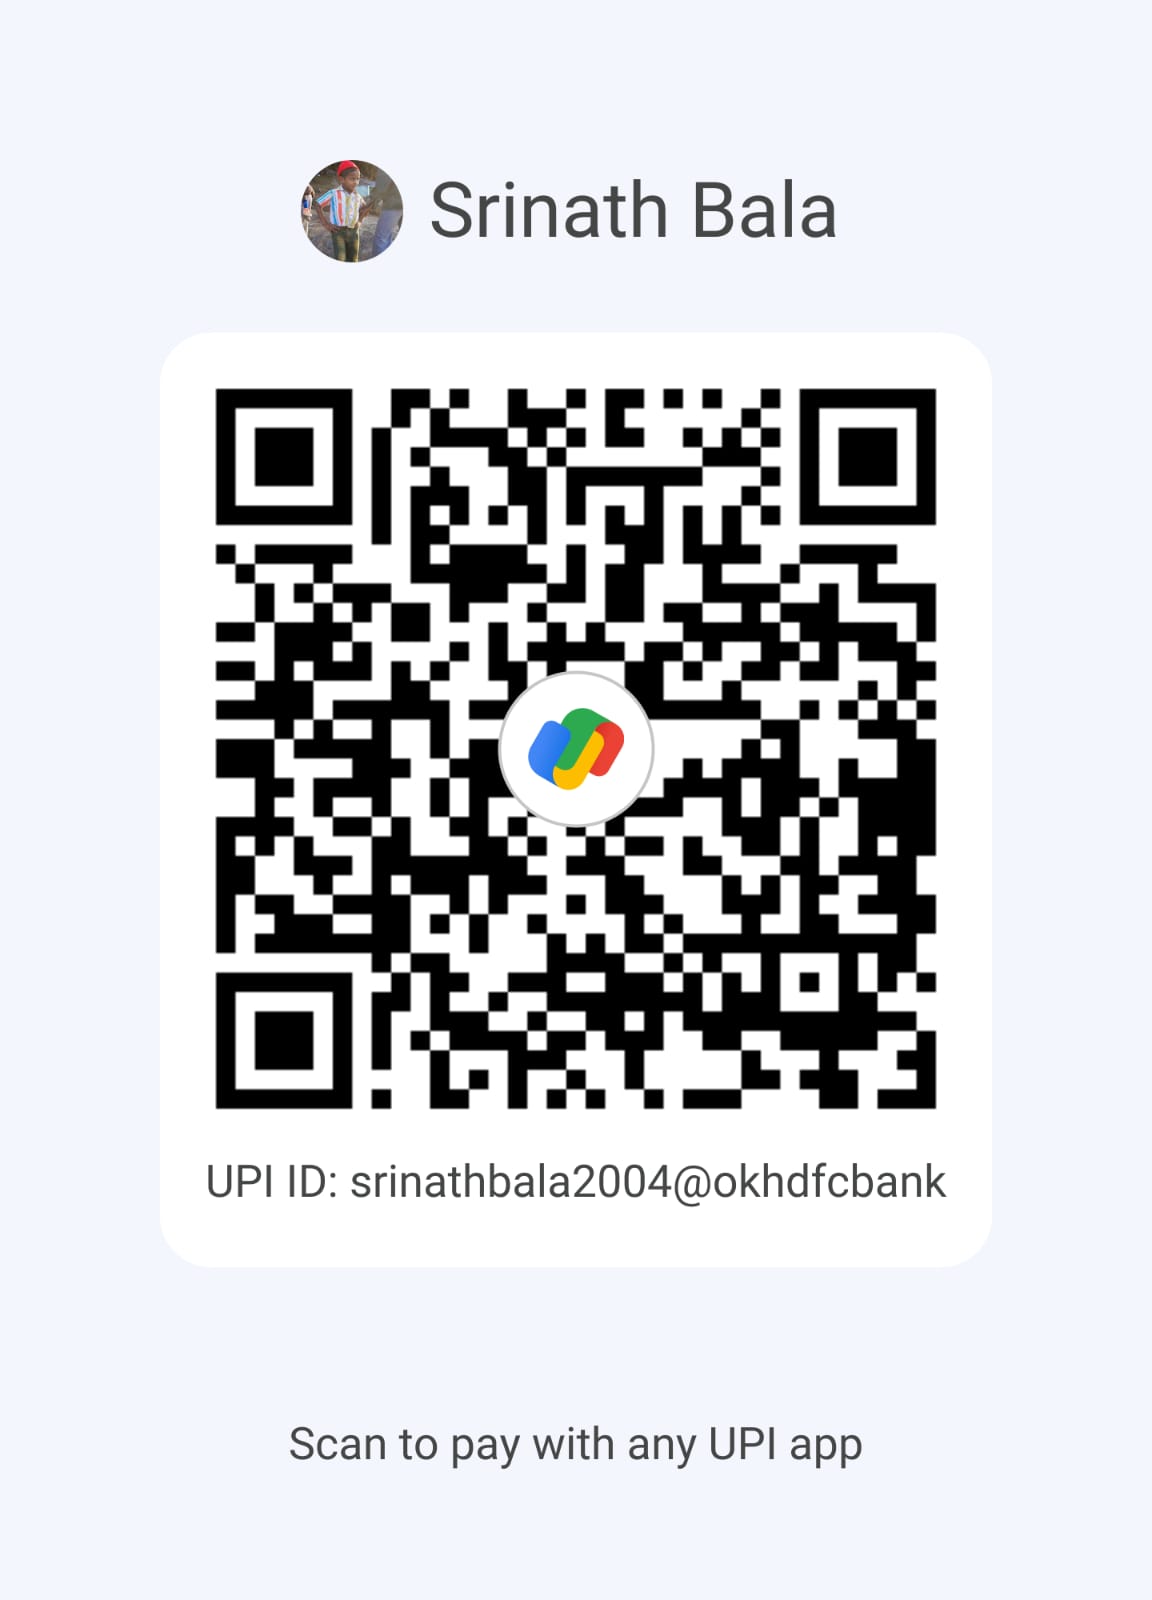 Srinath Bala
UPI ID: srinathbala2004@okhdfcbank
Scan to pay with any UPI app